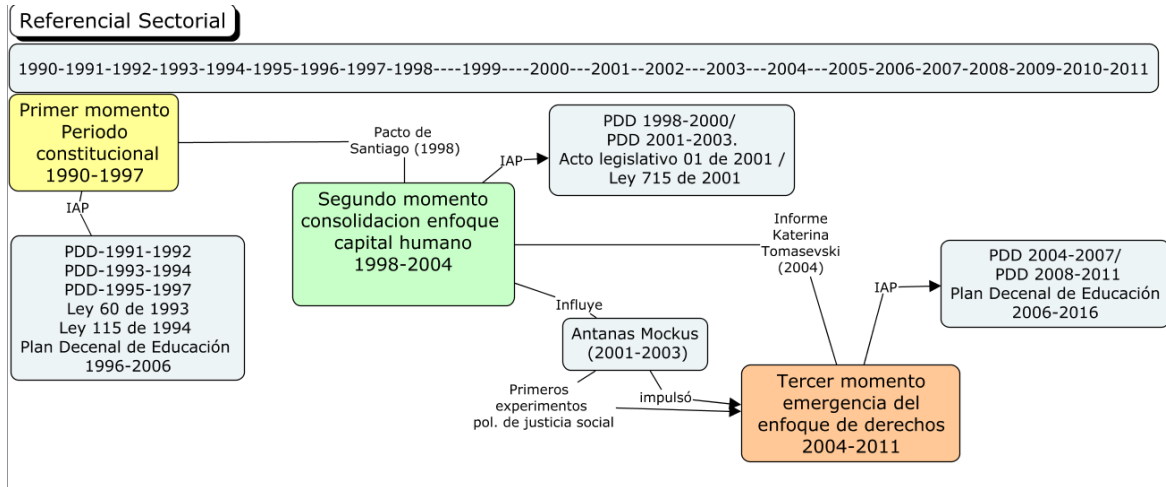 Referencial Sectorial
1990-1991-1992-1993-1994-1995-1996-1997-1998----1999----2000---2001--2002---2003---2004---2005-2006-2007-2008-2009-2010-2011
Primer momento
Periodo
constitucional
1990-1997
Pacto de
Santiago (1998)
IAP
PDD 1998-2000/
PDD 2001-2003.
Acto legislativo 01 de 2001 /
Ley 715 de 2001
IAP
PDD-1991-1992
PDD-1993-1994
PDD-1995-1997
Ley 60 de 1993
Ley 115 de 1994
Plan Decenal de Educación
1996-2006
Segundo momento
consolidacion enfoque
capital humano
1998-2004
Informe
Katerina
Tomasevski
(2004)
PDD 2004-2007/
PDD 2008-2011
Plan Decenal de Educación
2006-2016
IAP
Influye
Antanas Mockus
(2001-2003)
Primeros
experimentos
pol. de justicia social
impulsó
Tercer momento
emergencia del
enfoque de derechos
2004-2011